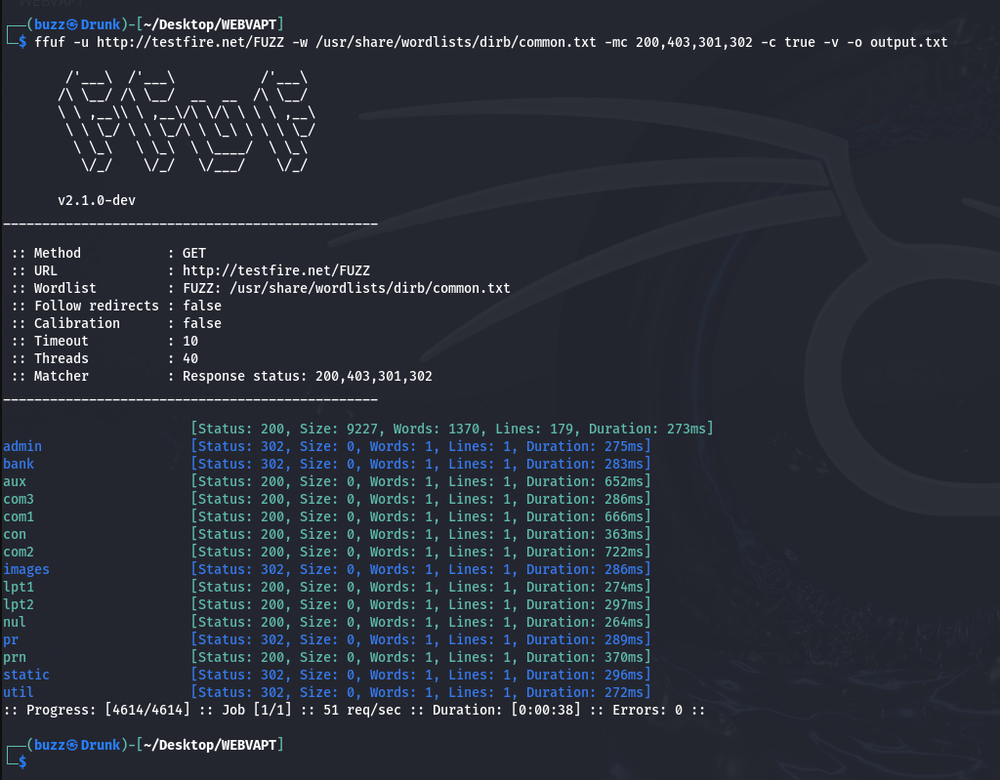 ┌──(buzz㉿Drunk)-[~/Desktop/WEBVAPT]
└─$ ffuf -u http://testfire.net/FUZZ -w /usr/share/wordlists/dirb/common.txt -mc 200,403,301,302 -c true -v -o output.txt
        /'___\  /'___\           /'___\
       /\ \__/ /\ \__/  __  __  /\ \__/
       \ \ ,__\\ \ ,__\/\ \/\ \ \ \ ,__\
        \ \ \_/ \ \ \_/\ \ \_\ \ \ \ \_/
         \ \_\   \ \_\  \ \____/  \ \_\
          \/_/    \/_/   \/___/    \/_/
       v2.1.0-dev
________________________________________________
 :: Method           : GET
 :: URL              : http://testfire.net/FUZZ
 :: Wordlist         : FUZZ: /usr/share/wordlists/dirb/common.txt
 :: Follow redirects : false
 :: Calibration      : false
 :: Timeout          : 10
 :: Threads          : 40
 :: Matcher          : Response status: 200,403,301,302
________________________________________________
                        [Status: 200, Size: 9227, Words: 1370, Lines: 179, Duration: 273ms]
admin                   [Status: 302, Size: 0, Words: 1, Lines: 1, Duration: 275ms]
bank                    [Status: 302, Size: 0, Words: 1, Lines: 1, Duration: 283ms]
aux                     [Status: 200, Size: 0, Words: 1, Lines: 1, Duration: 652ms]
com3                    [Status: 200, Size: 0, Words: 1, Lines: 1, Duration: 286ms]
com1                    [Status: 200, Size: 0, Words: 1, Lines: 1, Duration: 666ms]
con                     [Status: 200, Size: 0, Words: 1, Lines: 1, Duration: 363ms]
com2                    [Status: 200, Size: 0, Words: 1, Lines: 1, Duration: 722ms]
images                  [Status: 302, Size: 0, Words: 1, Lines: 1, Duration: 286ms]
lpt1                    [Status: 200, Size: 0, Words: 1, Lines: 1, Duration: 274ms]
lpt2                    [Status: 200, Size: 0, Words: 1, Lines: 1, Duration: 297ms]
nul                     [Status: 200, Size: 0, Words: 1, Lines: 1, Duration: 264ms]
pr                      [Status: 302, Size: 0, Words: 1, Lines: 1, Duration: 289ms]
prn                     [Status: 200, Size: 0, Words: 1, Lines: 1, Duration: 370ms]
static                  [Status: 302, Size: 0, Words: 1, Lines: 1, Duration: 296ms]
util                    [Status: 302, Size: 0, Words: 1, Lines: 1, Duration: 272ms]
:: Progress: [4614/4614] :: Job [1/1] :: 51 req/sec :: Duration: [0:00:38] :: Errors: 0 ::
┌──(buzz㉿Drunk)-[~/Desktop/WEBVAPT]
└─$